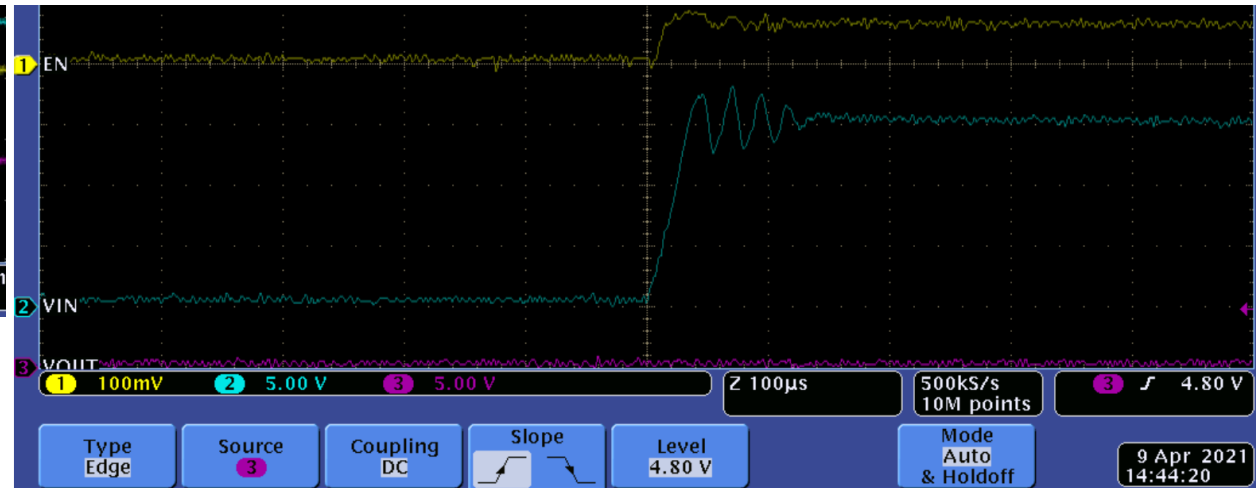 1 EN
2 VIN
3 VOUT
1 100mV 2 5.00 V 3 5.00 V
Z 100µs
500kS/s
10M points
3 4.80 V
Type
Edge
Source
3
Coupling
DC
Slope
Level
4.80 V
Mode
Auto
& Holdoff
9 Apr 2021
14:44:20